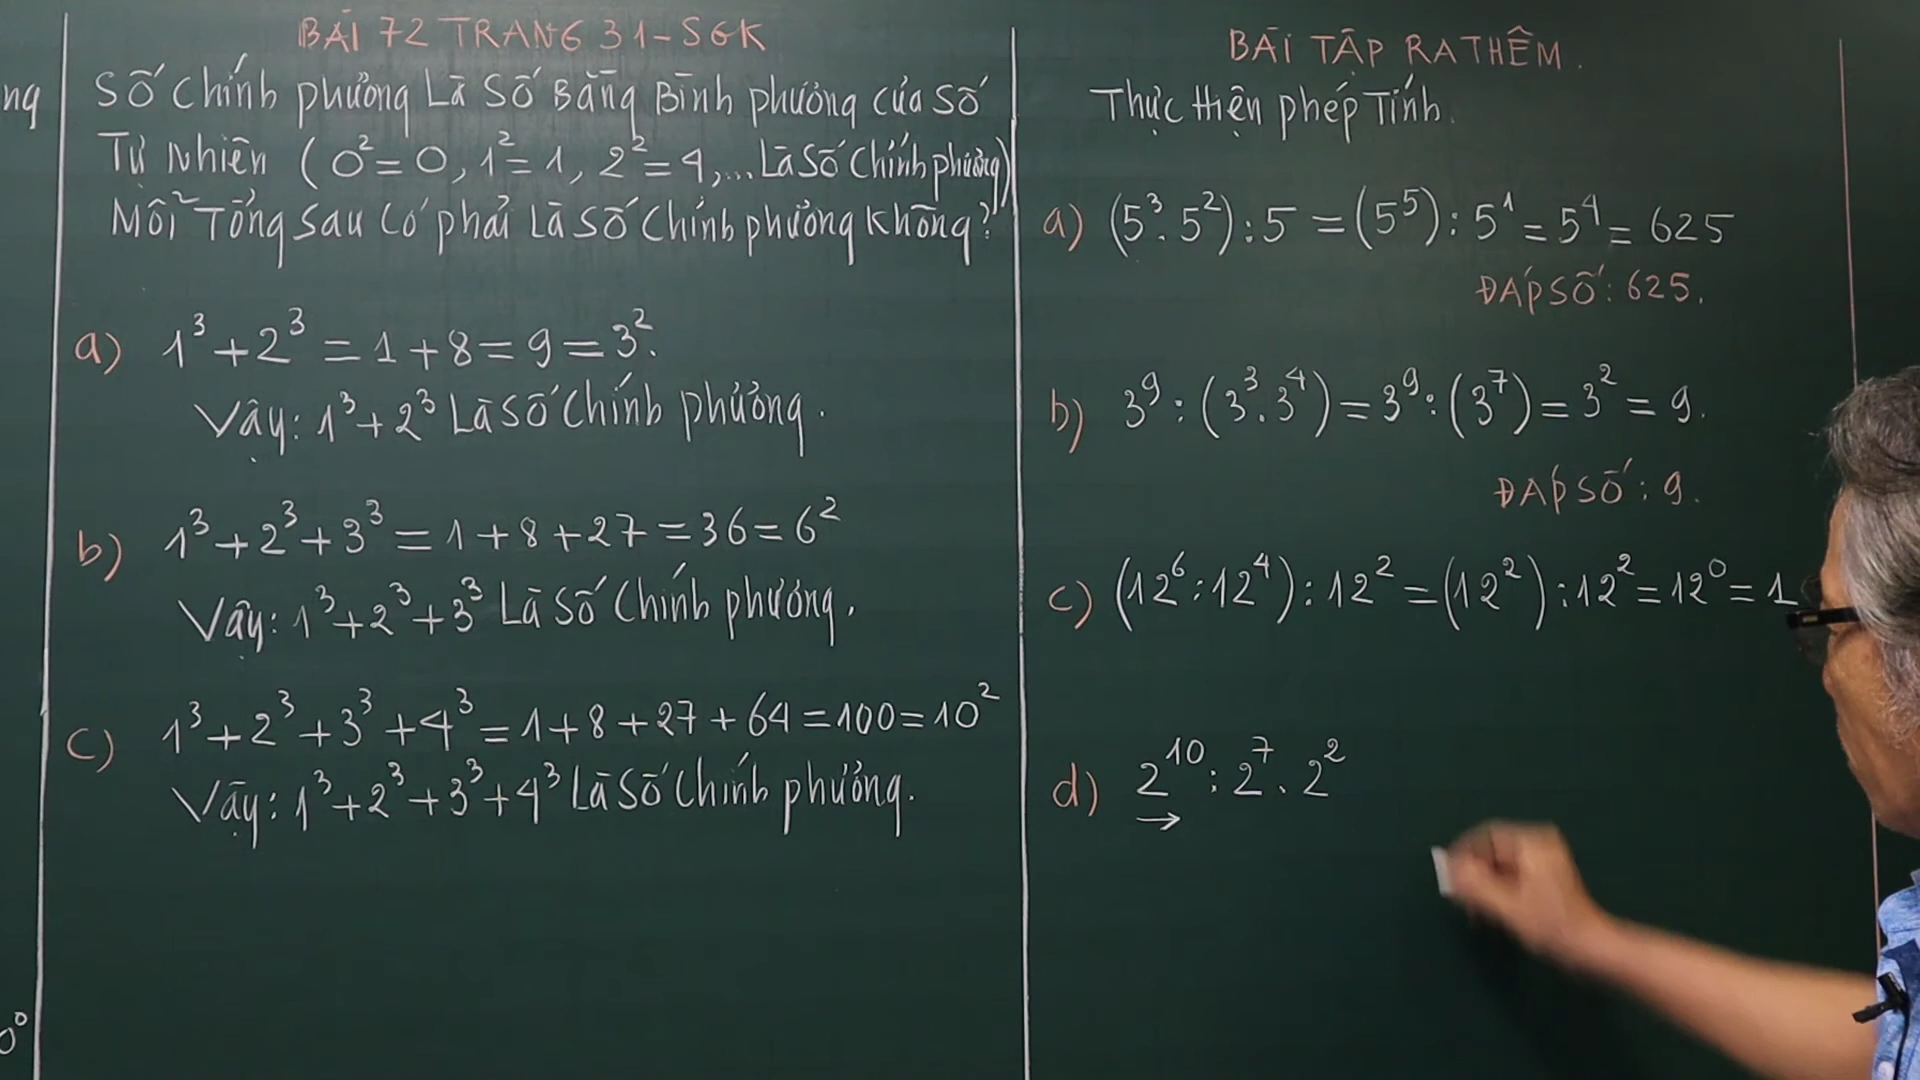 ng
BÀI 72 TRANG 31-SGK
Số Chính phương Là Số Bằng Bình phương của Số
Tự Nhiên (0² = 0, 1² = 1, 2² = 4, ... Là Số Chính phương)
Mỗi Tổng Sau Có phải Là Số Chính phương Không?
a) 1³ + 2³ = 1 + 8 = 9 = 3².
Vậy: 1³ + 2³ Là Số Chính phương.
b) 1³ + 2³ + 3³ = 1 + 8 + 27 = 36 = 6²
Vậy: 1³ + 2³ + 3³ Là Số Chính phương.
c) 1³ + 2³ + 3³ + 4³ = 1 + 8 + 27 + 64 = 100 = 10²
Vậy: 1³ + 2³ + 3³ + 4³ Là Số Chính phương.
BÀI TẬP RA THÊM.
Thực Hiện phép Tính.
a) (5³ . 5²) : 5 = (5⁵) : 5¹ = 5⁴ = 625
ĐÁP SỐ: 625.
b) 3⁹ : (3³ . 3⁴) = 3⁹ : (3⁷) = 3² = 9.
ĐÁP SỐ: 9.
c) (12⁶ : 12⁴) : 12² = (12²) : 12² = 12⁰ = 1
d) 2¹⁰ : 2⁷ . 2²
→